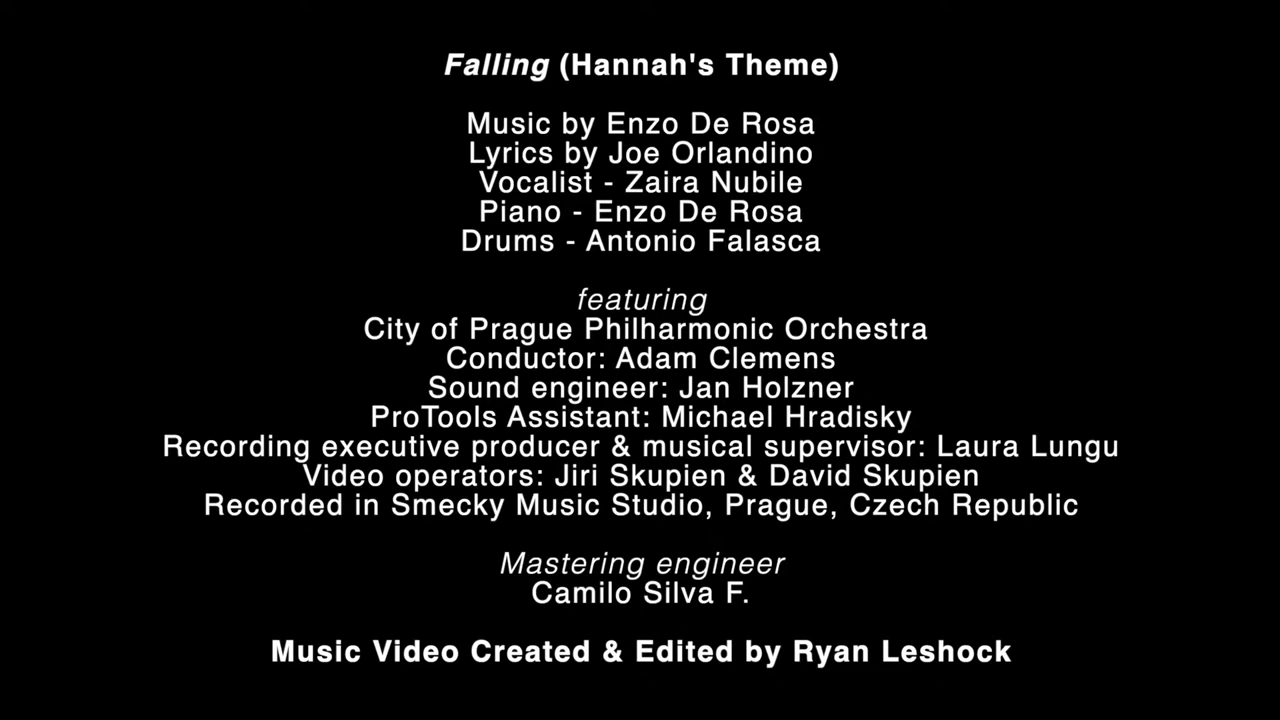 Falling (Hannah's Theme)
Music by Enzo De Rosa
Lyrics by Joe Orlandino
Vocalist - Zaira Nubile
Piano - Enzo De Rosa
Drums - Antonio Falasca
featuring
City of Prague Philharmonic Orchestra
Conductor: Adam Clemens
Sound engineer: Jan Holzner
ProTools Assistant: Michael Hradisky
Recording executive producer & musical supervisor: Laura Lungu
Video operators: Jiri Skupien & David Skupien
Recorded in Smecky Music Studio, Prague, Czech Republic
Mastering engineer
Camilo Silva F.
Music Video Created & Edited by Ryan Leshock